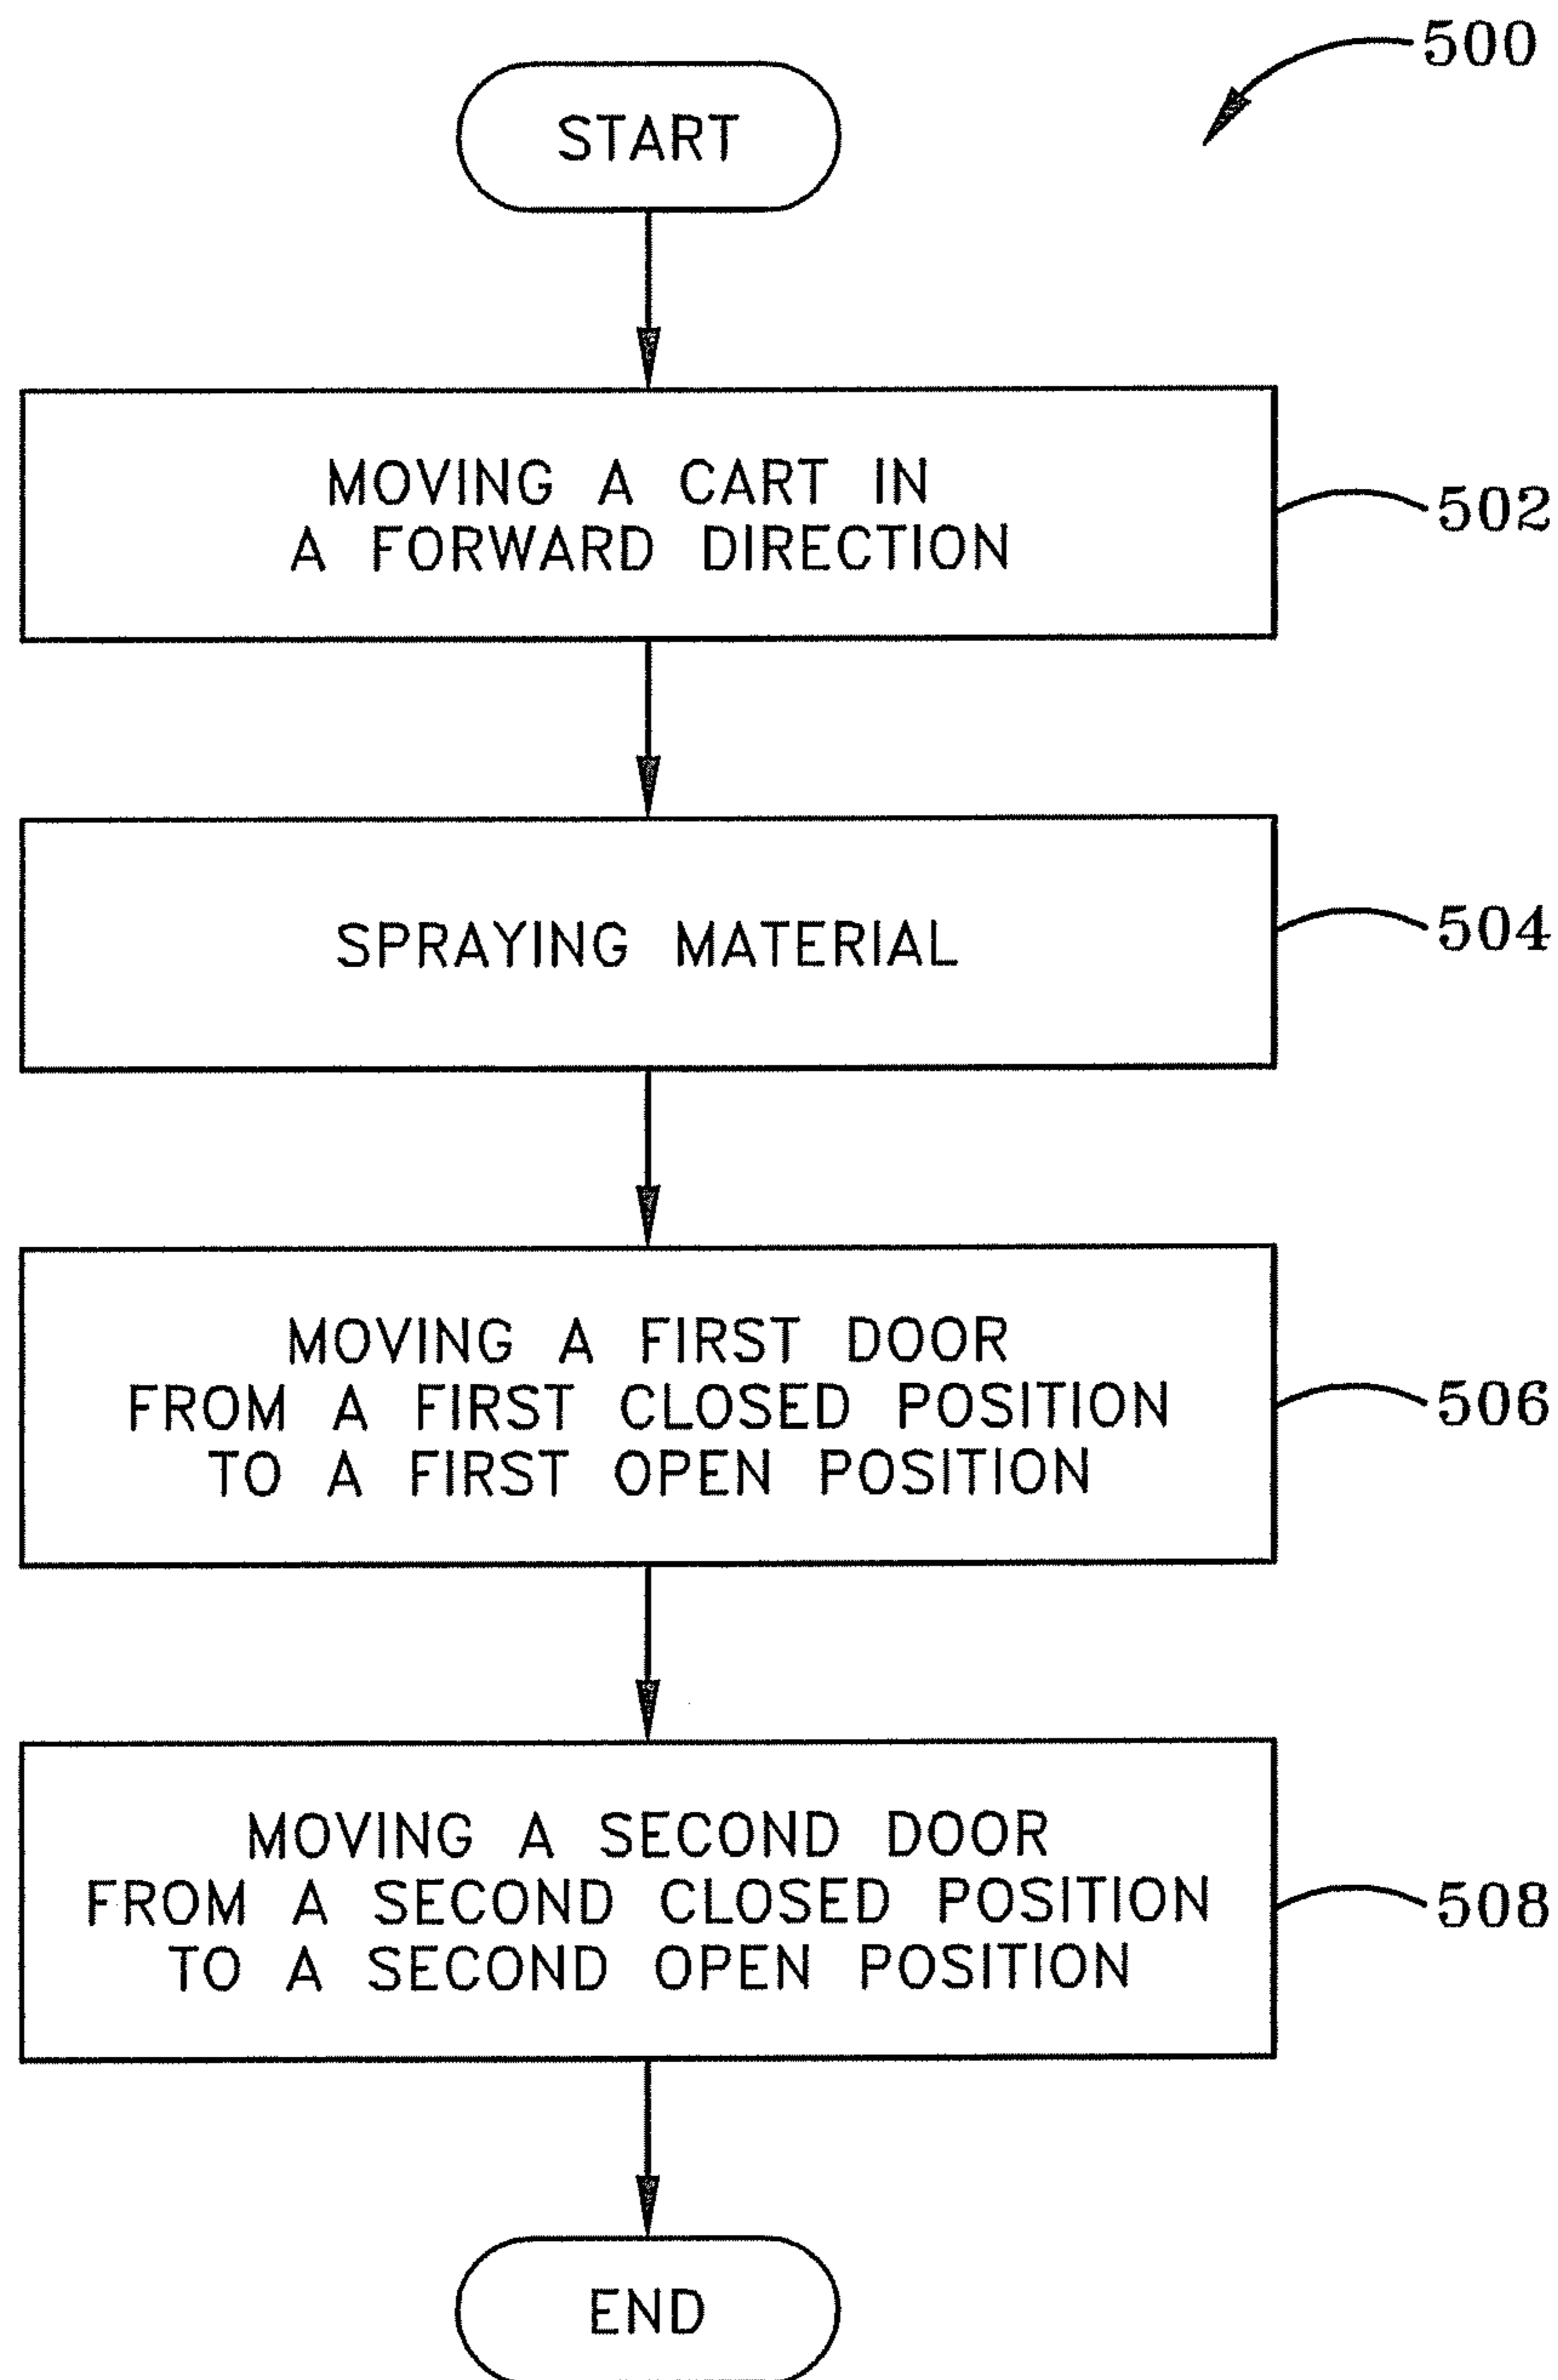 500
START
MOVING A CART IN
A FORWARD DIRECTION
502
SPRAYING MATERIAL
504
MOVING A FIRST DOOR
FROM A FIRST CLOSED POSITION
TO A FIRST OPEN POSITION
506
MOVING A SECOND DOOR
FROM A SECOND CLOSED POSITION
TO A SECOND OPEN POSITION
508
END